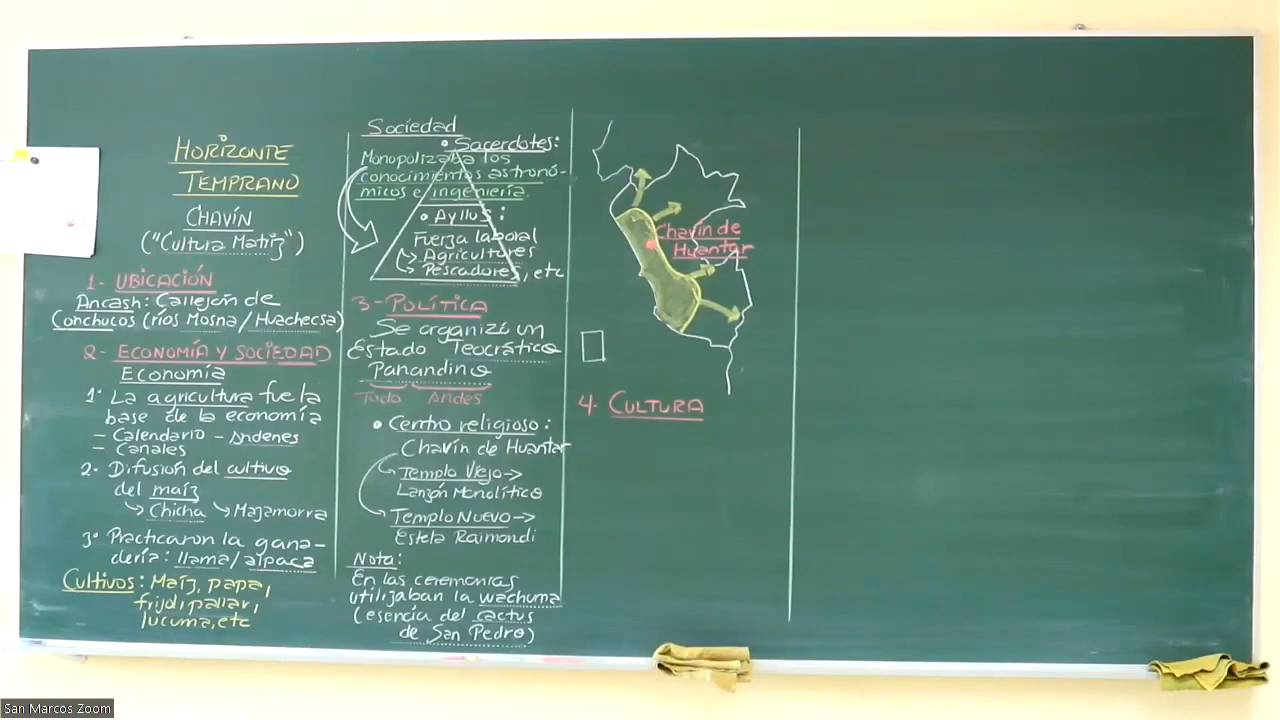 HORIZONTE
TEMPRANO
CHAVÍN
("Cultura Matriz")
1- UBICACIÓN
Ancash: Callejón de
Conchucos (ríos Mosna/Huachecsa)
2- ECONOMÍA Y SOCIEDAD
Economía
1° La agricultura fue la
base de la economía
- Calendario - Andenes
- Canales
2- Difusión del cultivo
del maíz
Chicha Mazamorra
3° Practicaron la gana-
dería: llama/alpaca
Cultivos: Maíz, papa,
frijol, pallar,
lucuma, etc
Sociedad
• Sacerdotes:
Monopolizaba los
conocimientos astronó-
micos e ingeniería.
• Ayllus:
Fuerza laboral
Agricultores
Pescadores, etc
3- POLÍTICA
Se organizó un
Estado Teocrático
Panandino
Todo Andes
• Centro religioso:
Chavín de Huantar
Templo Viejo→
Lanzón Monolítico
Templo Nuevo→
Estela Raimondi
Nota:
En las ceremonias
utilizaban la wachuma
(esencia del cactus
de San Pedro)
Chavín de
Huantar
4- CULTURA
San Marcos Zoom